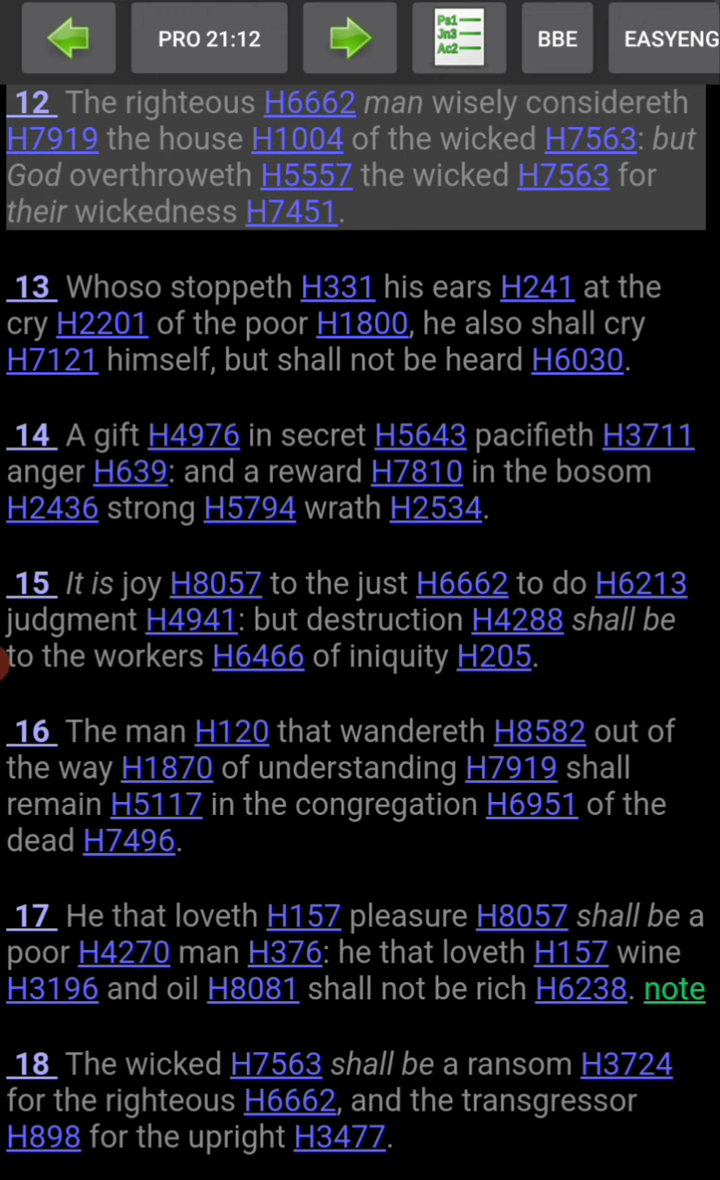 PRO 21:12
Ps1
Jn3
Ac2
BBE
EASYENG
12 The righteous H6662 man wisely considereth
H7919 the house H1004 of the wicked H7563: but
God overthroweth H5557 the wicked H7563 for
their wickedness H7451.
13 Whoso stoppeth H331 his ears H241 at the
cry H2201 of the poor H1800, he also shall cry
H7121 himself, but shall not be heard H6030.
14 A gift H4976 in secret H5643 pacifieth H3711
anger H639: and a reward H7810 in the bosom
H2436 strong H5794 wrath H2534.
15 It is joy H8057 to the just H6662 to do H6213
judgment H4941: but destruction H4288 shall be
to the workers H6466 of iniquity H205.
16 The man H120 that wandereth H8582 out of
the way H1870 of understanding H7919 shall
remain H5117 in the congregation H6951 of the
dead H7496.
17 He that loveth H157 pleasure H8057 shall be a
poor H4270 man H376: he that loveth H157 wine
H3196 and oil H8081 shall not be rich H6238. note
18 The wicked H7563 shall be a ransom H3724
for the righteous H6662, and the transgressor
H898 for the upright H3477.